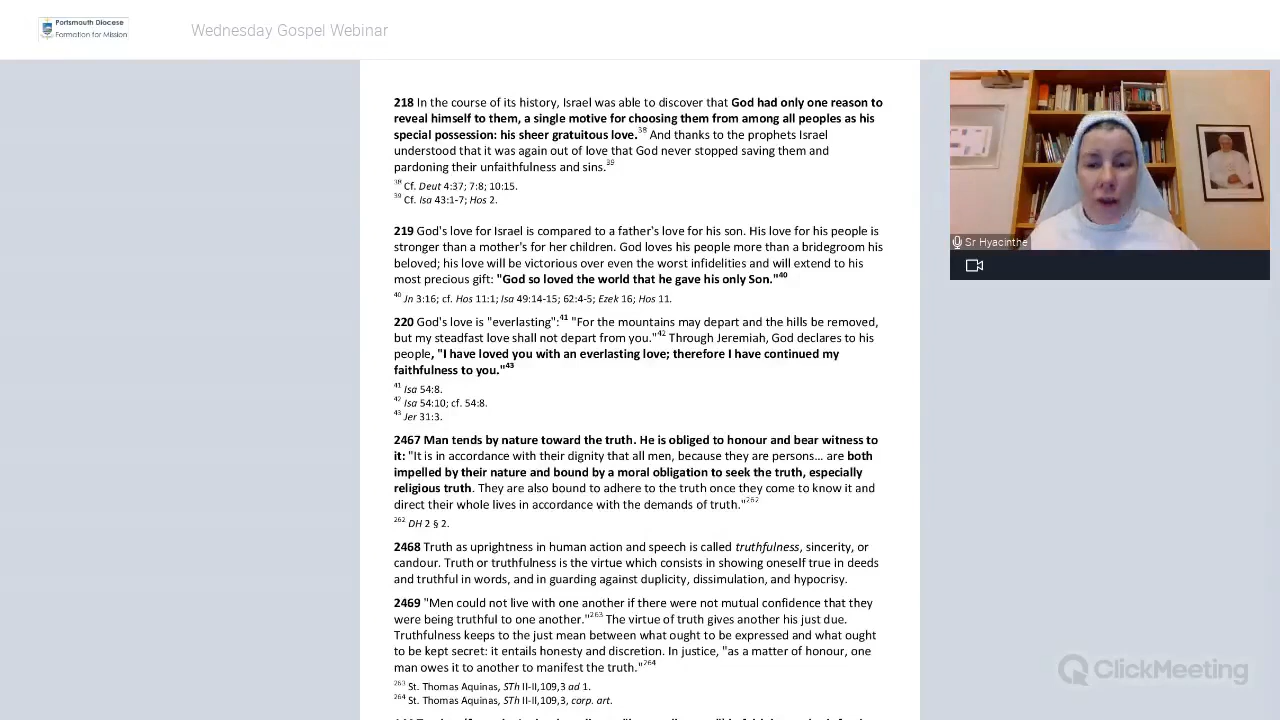 Portsmouth Diocese
Formation for Mission
Wednesday Gospel Webinar
218 In the course of its history, Israel was able to discover that God had only one reason to
reveal himself to them, a single motive for choosing them from among all peoples as his
special possession: his sheer gratuitous love.38 And thanks to the prophets Israel
understood that it was again out of love that God never stopped saving them and
pardoning their unfaithfulness and sins.39
38 Cf. Deut 4:37; 7:8; 10:15.
39 Cf. Isa 43:1-7; Hos 2.
219 God's love for Israel is compared to a father's love for his son. His love for his people is
stronger than a mother's for her children. God loves his people more than a bridegroom his
beloved; his love will be victorious over even the worst infidelities and will extend to his
most precious gift: "God so loved the world that he gave his only Son."40
40 Jn 3:16; cf. Hos 11:1; Isa 49:14-15; 62:4-5; Ezek 16; Hos 11.
220 God's love is "everlasting":41 "For the mountains may depart and the hills be removed,
but my steadfast love shall not depart from you."42 Through Jeremiah, God declares to his
people, "I have loved you with an everlasting love; therefore I have continued my
faithfulness to you."43
41 Isa 54:8.
42 Isa 54:10; cf. 54:8.
43 Jer 31:3.
2467 Man tends by nature toward the truth. He is obliged to honour and bear witness to
it: "It is in accordance with their dignity that all men, because they are persons… are both
impelled by their nature and bound by a moral obligation to seek the truth, especially
religious truth. They are also bound to adhere to the truth once they come to know it and
direct their whole lives in accordance with the demands of truth."262
262 DH 2 § 2.
2468 Truth as uprightness in human action and speech is called truthfulness, sincerity, or
candour. Truth or truthfulness is the virtue which consists in showing oneself true in deeds
and truthful in words, and in guarding against duplicity, dissimulation, and hypocrisy.
2469 "Men could not live with one another if there were not mutual confidence that they
were being truthful to one another."263 The virtue of truth gives another his just due.
Truthfulness keeps to the just mean between what ought to be expressed and what ought
to be kept secret: it entails honesty and discretion. In justice, "as a matter of honour, one
man owes it to another to manifest the truth."264
263 St. Thomas Aquinas, STh II-II,109,3 ad 1.
264 St. Thomas Aquinas, STh II-II,109,3, corp. art.
Sr Hyacinthe
ClickMeeting